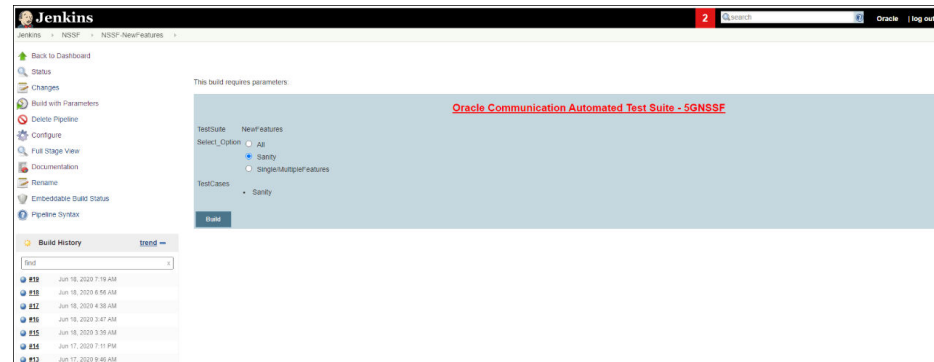 Jenkins
2
search
Oracle
| log out
Jenkins
NSSF
NSSF-NewFeatures
Back to Dashboard
Status
Changes
Build with Parameters
Delete Pipeline
Configure
Full Stage View
Documentation
Rename
Embeddable Build Status
Pipeline Syntax
Build History
trend
find
x
#19 Jun 18, 2020 7:19 AM
#18 Jun 18, 2020 6:56 AM
#17 Jun 18, 2020 4:38 AM
#16 Jun 18, 2020 3:47 AM
#15 Jun 18, 2020 3:39 AM
#14 Jun 17, 2020 7:11 PM
#13 Jun 17, 2020 9:46 AM
This build requires parameters:
Oracle Communication Automated Test Suite - 5GNSSF
TestSuite NewFeatures
Select_Option All
Sanity
Single/MultipleFeatures
TestCases
Sanity
Build